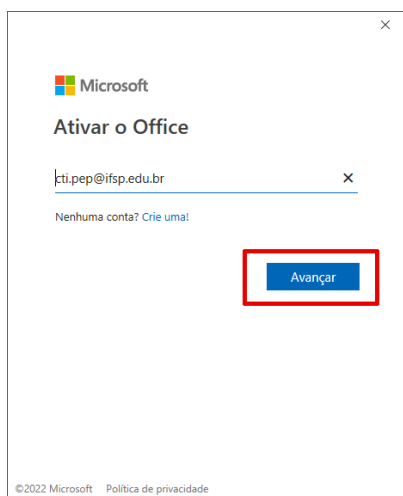 Microsoft
Ativar o Office
cti.pep@ifsp.edu.br
Nenhuma conta? Crie uma!
Avançar
©2022 Microsoft Política de privacidade